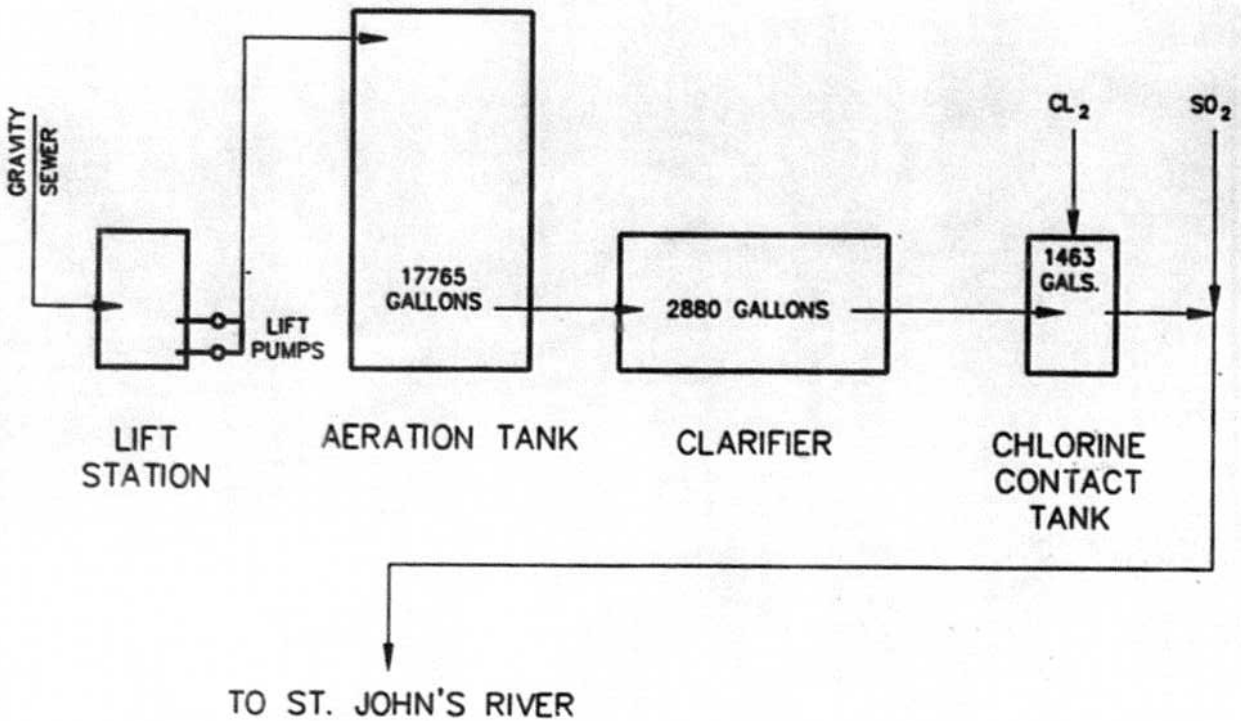 GRAVITY
SEWER
LIFT
PUMPS
LIFT
STATION
17765
GALLONS
AERATION TANK
2880 GALLONS
CLARIFIER
CL₂
SO₂
1463
GALS.
CHLORINE
CONTACT
TANK
TO ST. JOHN'S RIVER